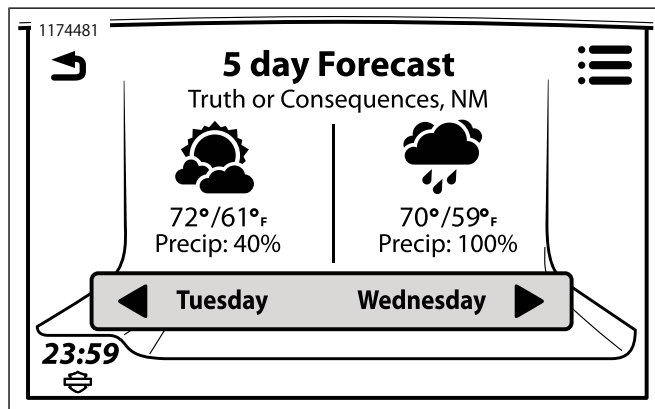 1174481
5 day Forecast
Truth or Consequences, NM
72°/61°F
Precip: 40%
70°/59°F
Precip: 100%
Tuesday
Wednesday
23:59